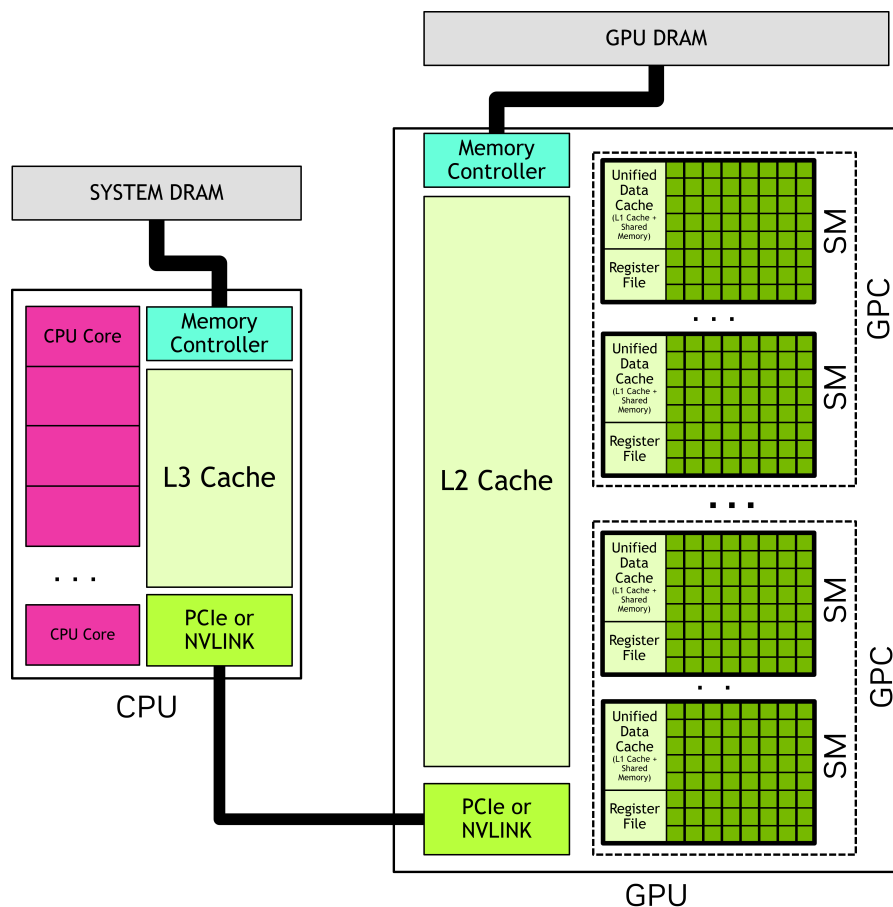 GPU DRAM
SYSTEM DRAM
CPU Core
Memory
Controller
L3 Cache
. . .
CPU Core
PCIe or
NVLINK
CPU
Memory
Controller
L2 Cache
PCIe or
NVLINK
Unified
Data
Cache
(L1 Cache +
Shared
Memory)
Register
File
SM
. . .
Unified
Data
Cache
(L1 Cache +
Shared
Memory)
Register
File
SM
GPC
...
Unified
Data
Cache
(L1 Cache +
Shared
Memory)
Register
File
SM
. .
Unified
Data
Cache
(L1 Cache +
Shared
Memory)
Register
File
SM
GPC
GPU